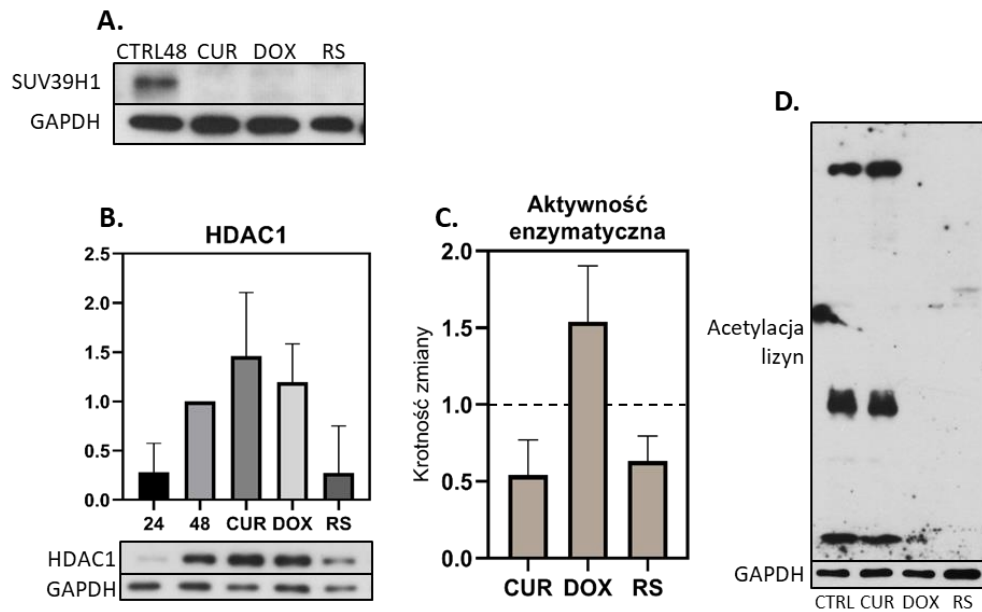 A.
CTRL48 CUR DOX RS
SUV39H1
GAPDH
B.
HDAC1
2.5
2.0
1.5
1.0
0.5
0.0
24 48 CUR DOX RS
HDAC1
GAPDH
C.
Aktywność
enzymatyczna
Krotność zmiany
2.0
1.5
1.0
0.5
0.0
CUR DOX RS
D.
Acetylacja
lizyn
GAPDH
CTRL CUR DOX RS